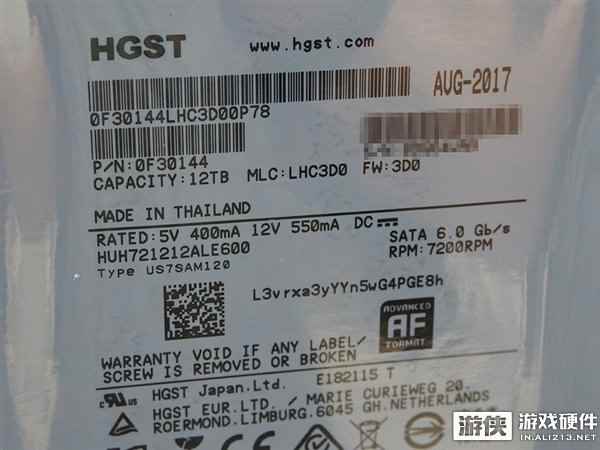 HGST www.hgst.com
AUG-2017
0F30144LHC3D00P78
P/N:0F30144
CAPACITY:12TB MLC:LHC3D0 FW:3D0
MADE IN THAILAND
RATED:5V 400mA 12V 550mA DC
SATA 6.0 Gb/s
HUH721212ALE600
RPM:7200RPM
Type US7SAM120
L3vrxa3yYYn5wG4PGE8h
ADVANCED
AF
FORMAT
WARRANTY VOID IF ANY LABEL/
SCREW IS REMOVED OR BROKEN
HGST Japan.Ltd. E182115 T
HGST EUR.LTD./ MARIE CURIEWEG 20.
ROERMOND.LIMBURG.6045 GH.NETHERLANDS
游侠 游戏硬件
IN.ALI213.NET